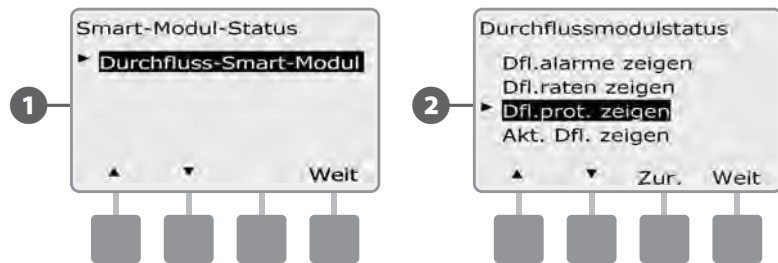 Smart-Modul-Status
Durchfluss-Smart-Modul
Weit
1
Durchflussmodulstatus
Dfl.alarme zeigen
Dfl.raten zeigen
Dfl.prot. zeigen
Akt. Dfl. zeigen
Zur. Weit
2